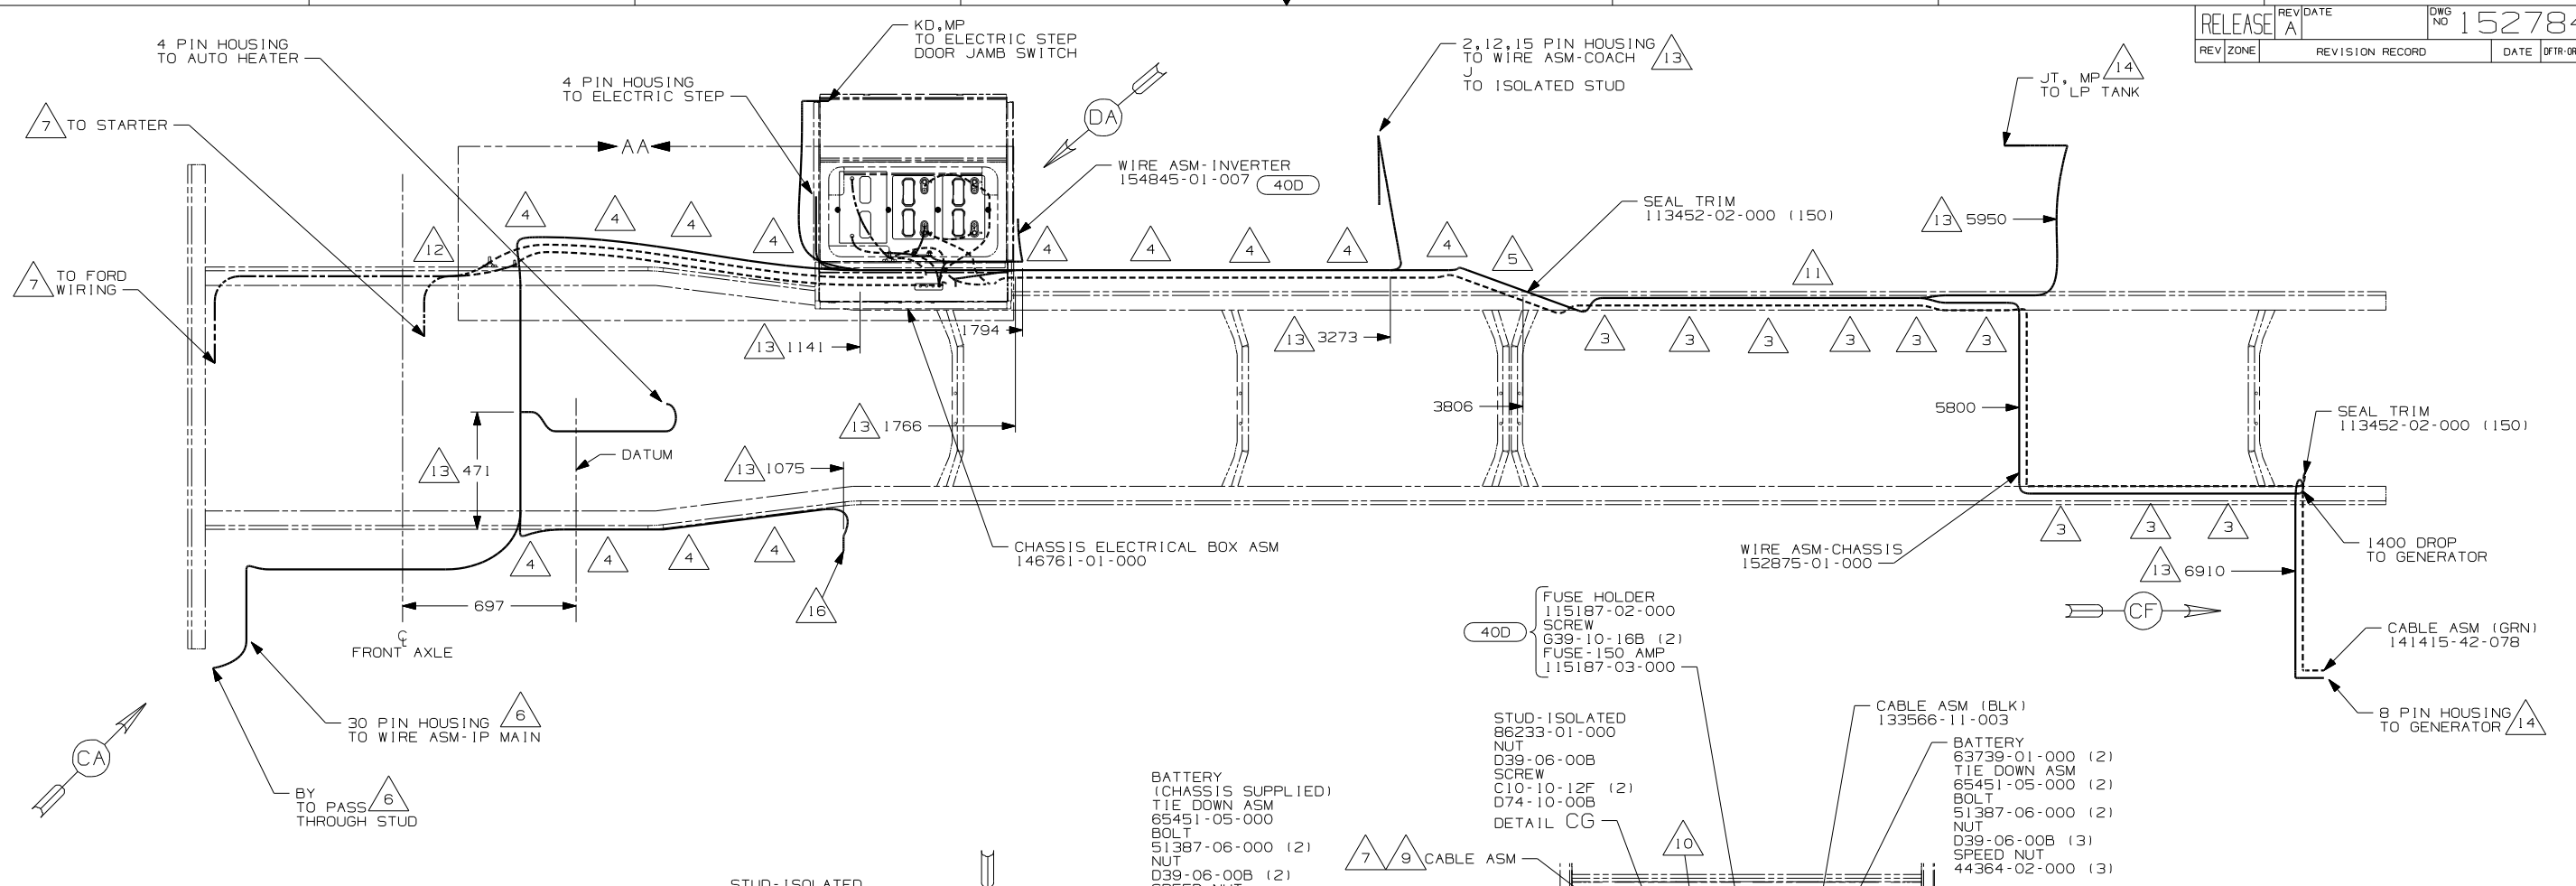 RELEASE
REV
A
DATE
DWG
NO
152784
REV
ZONE
REVISION RECORD
DATE
4 PIN HOUSING
TO AUTO HEATER
KD,MP
TO ELECTRIC STEP
DOOR JAMB SWITCH
4 PIN HOUSING
TO ELECTRIC STEP
2,12,15 PIN HOUSING
TO WIRE ASM-COACH
13
J
TO ISOLATED STUD
JT, MP
14
TO LP TANK
7
TO STARTER
AA
DA
WIRE ASM-INVERTER
154845-01-007
40D
SEAL TRIM
113452-02-000 (150)
13
5950
4
4
4
4
4
4
4
4
4
5
12
11
7
TO FORD
WIRING
13
1141
1794
13
3273
3
3
3
3
3
3
13
1766
3806
5800
SEAL TRIM
113452-02-000 (150)
13
471
DATUM
13
1075
4
4
4
4
CHASSIS ELECTRICAL BOX ASM
146761-01-000
16
WIRE ASM-CHASSIS
152875-01-000
3
3
3
1400 DROP
TO GENERATOR
13
6910
697
FRONT AXLE
CF
40D
FUSE HOLDER
115187-02-000
SCREW
G39-10-16B (2)
FUSE-150 AMP
115187-03-000
CABLE ASM (GRN)
141415-42-078
8 PIN HOUSING
TO GENERATOR
14
30 PIN HOUSING
6
TO WIRE ASM-IP MAIN
CA
BY
TO PASS
6
THROUGH STUD
STUD-ISOLATED
86233-01-000
NUT
D39-06-00B
SCREW
C10-10-12F (2)
D74-10-00B
DETAIL CG
CABLE ASM (BLK)
133566-11-003
BATTERY
63739-01-000 (2)
TIE DOWN ASM
65451-05-000 (2)
BOLT
51387-06-000 (2)
NUT
D39-06-00B (3)
SPEED NUT
44364-02-000 (3)
BATTERY
(CHASSIS SUPPLIED)
TIE DOWN ASM
65451-05-000
BOLT
51387-06-000 (2)
NUT
D39-06-00B (2)
SPEED NUT
7
9
CABLE ASM
10
STUD-ISOLATED